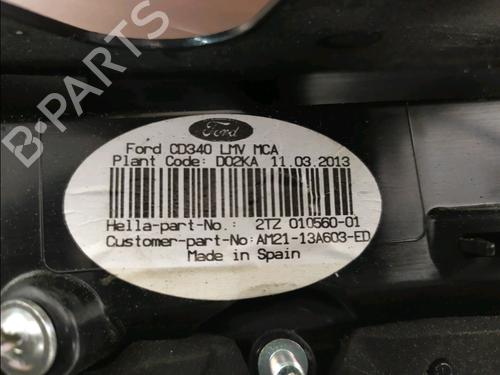 Ford
Ford CD340 LMV MCA
Plant Code: D02KA 11.03.2013
Hella-part-No.: 2TZ 010560-01
Customer-part-No: AM21-13A603-ED
Made in Spain
B-PARTS